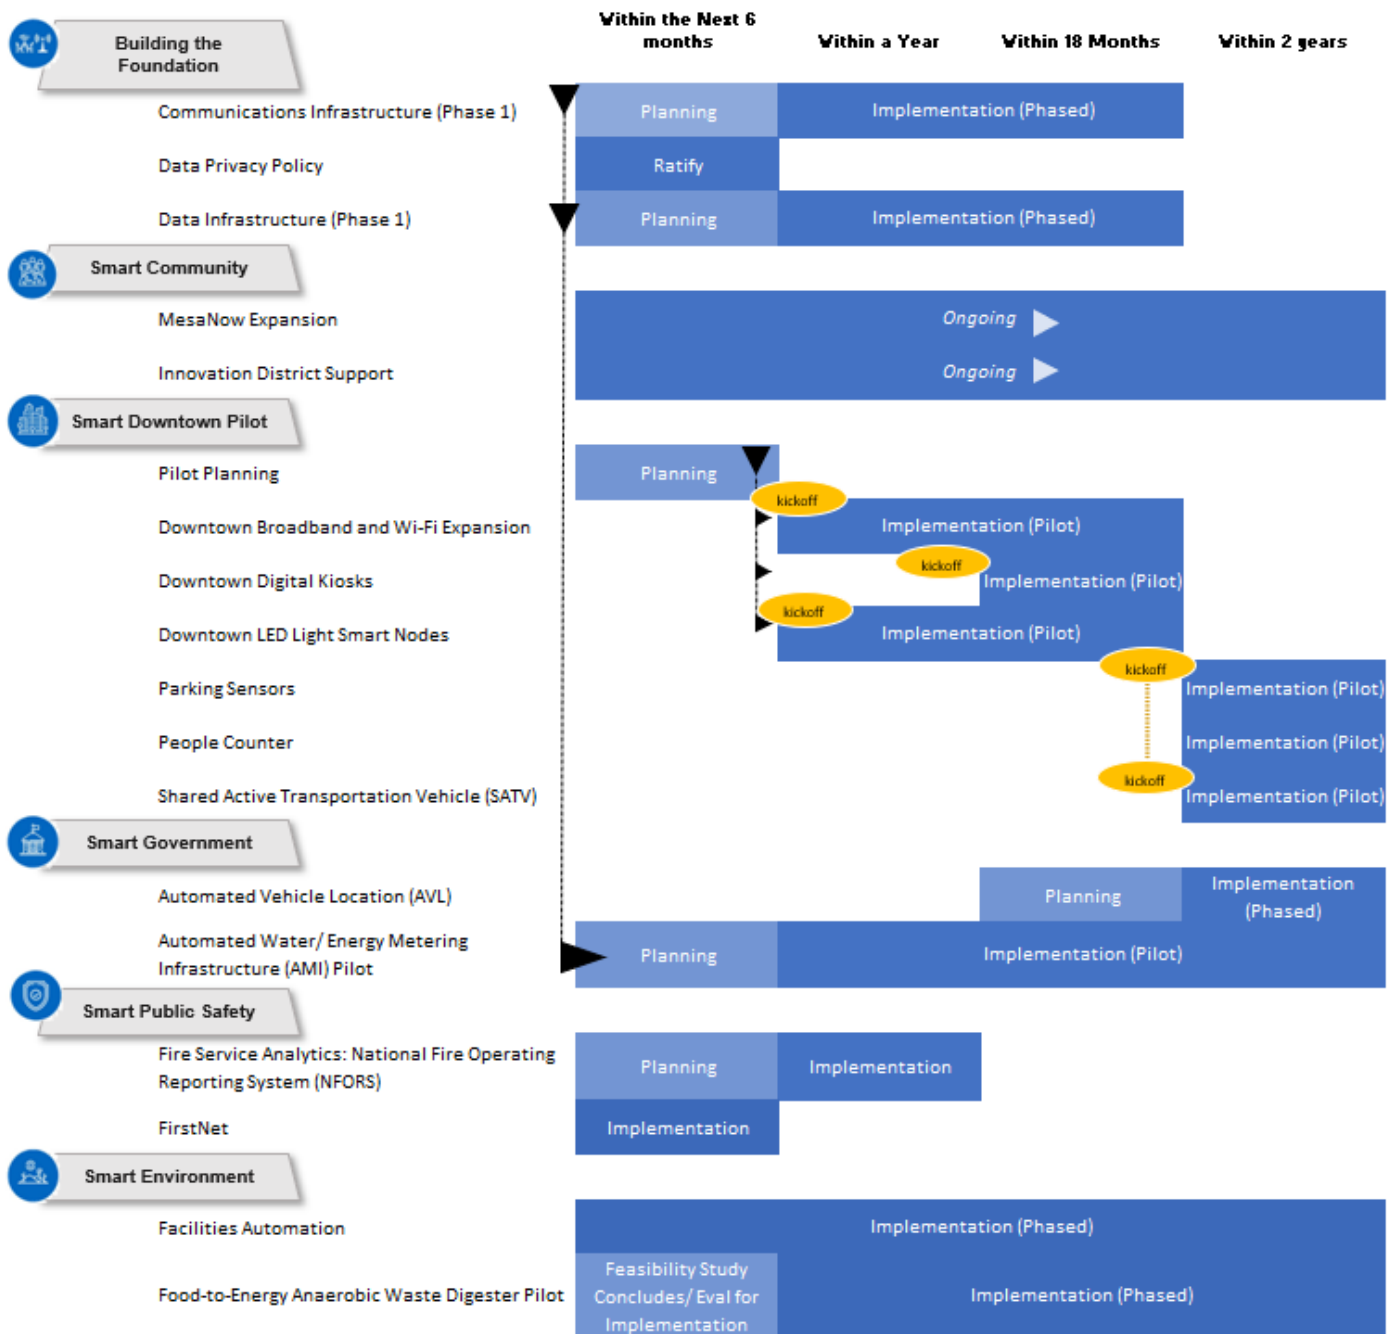 Within the Next 6
months
Within a Year
Within 18 Months
Within 2 years
Building the
Foundation
Communications Infrastructure (Phase 1)
Planning
Implementation (Phased)
Data Privacy Policy
Ratify
Data Infrastructure (Phase 1)
Planning
Implementation (Phased)
Smart Community
MesaNow Expansion
Ongoing
Innovation District Support
Ongoing
Smart Downtown Pilot
Pilot Planning
Planning
kickoff
Downtown Broadband and Wi-Fi Expansion
Implementation (Pilot)
kickoff
Downtown Digital Kiosks
Implementation (Pilot)
kickoff
Downtown LED Light Smart Nodes
Implementation (Pilot)
kickoff
Parking Sensors
Implementation (Pilot)
People Counter
Implementation (Pilot)
kickoff
Shared Active Transportation Vehicle (SATV)
Implementation (Pilot)
Smart Government
Automated Vehicle Location (AVL)
Planning
Implementation
(Phased)
Automated Water/ Energy Metering
Infrastructure (AMI) Pilot
Planning
Implementation (Pilot)
Smart Public Safety
Fire Service Analytics: National Fire Operating
Reporting System (NFORS)
Planning
Implementation
FirstNet
Implementation
Smart Environment
Facilities Automation
Implementation (Phased)
Food-to-Energy Anaerobic Waste Digester Pilot
Feasibility Study
Concludes/ Eval for
Implementation
Implementation (Phased)